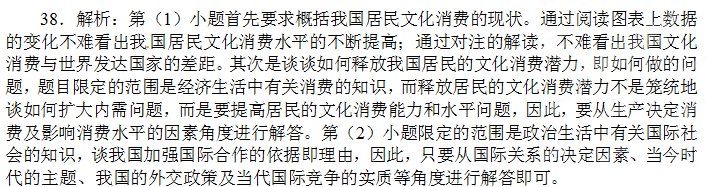 38．解析：第（1）小题首先要求概括我国居民文化消费的现状。通过阅读图表上数据
的变化不难看出我国居民文化消费水平的不断提高；通过对注的解读，不难看出我国文化
消费与世界发达国家的差距。其次是谈谈如何释放我国居民的文化消费潜力，即如何做的问
题，题目限定的范围是经济生活中有关消费的知识，而释放居民的文化消费潜力不是笼统地
谈如何扩大内需问题，而是要提高居民的文化消费能力和水平问题，因此，要从生产决定消
费及影响消费水平的因素角度进行解答。第（2）小题限定的范围是政治生活中有关国际社会
的知识，谈我国加强国际合作的依据即理由，因此，只要从国际关系的决定因素、当今时
代的主题、我国的外交政策及当代国际竞争的实质等角度进行解答即可。